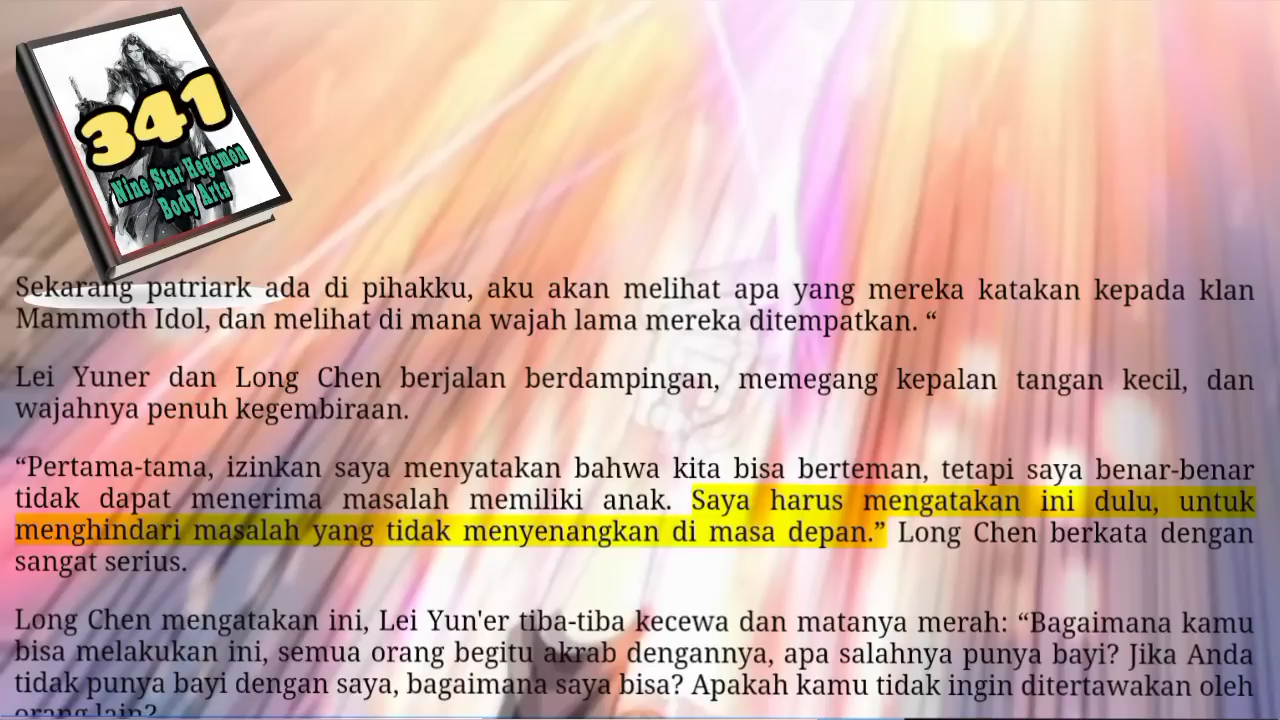 341
Nine Star Hegemon
Body Arts
Sekarang patriark ada di pihakku, aku akan melihat apa yang mereka katakan kepada klan
Mammoth Idol, dan melihat di mana wajah lama mereka ditempatkan. “
Lei Yuner dan Long Chen berjalan berdampingan, memegang kepalan tangan kecil, dan
wajahnya penuh kegembiraan.
“Pertama-tama, izinkan saya menyatakan bahwa kita bisa berteman, tetapi saya benar-benar
tidak dapat menerima masalah memiliki anak. Saya harus mengatakan ini dulu, untuk
menghindari masalah yang tidak menyenangkan di masa depan.” Long Chen berkata dengan
sangat serius.
Long Chen mengatakan ini, Lei Yun'er tiba-tiba kecewa dan matanya merah: “Bagaimana kamu
bisa melakukan ini, semua orang begitu akrab dengannya, apa salahnya punya bayi? Jika Anda
tidak punya bayi dengan saya, bagaimana saya bisa? Apakah kamu tidak ingin ditertawakan oleh
orang lain?